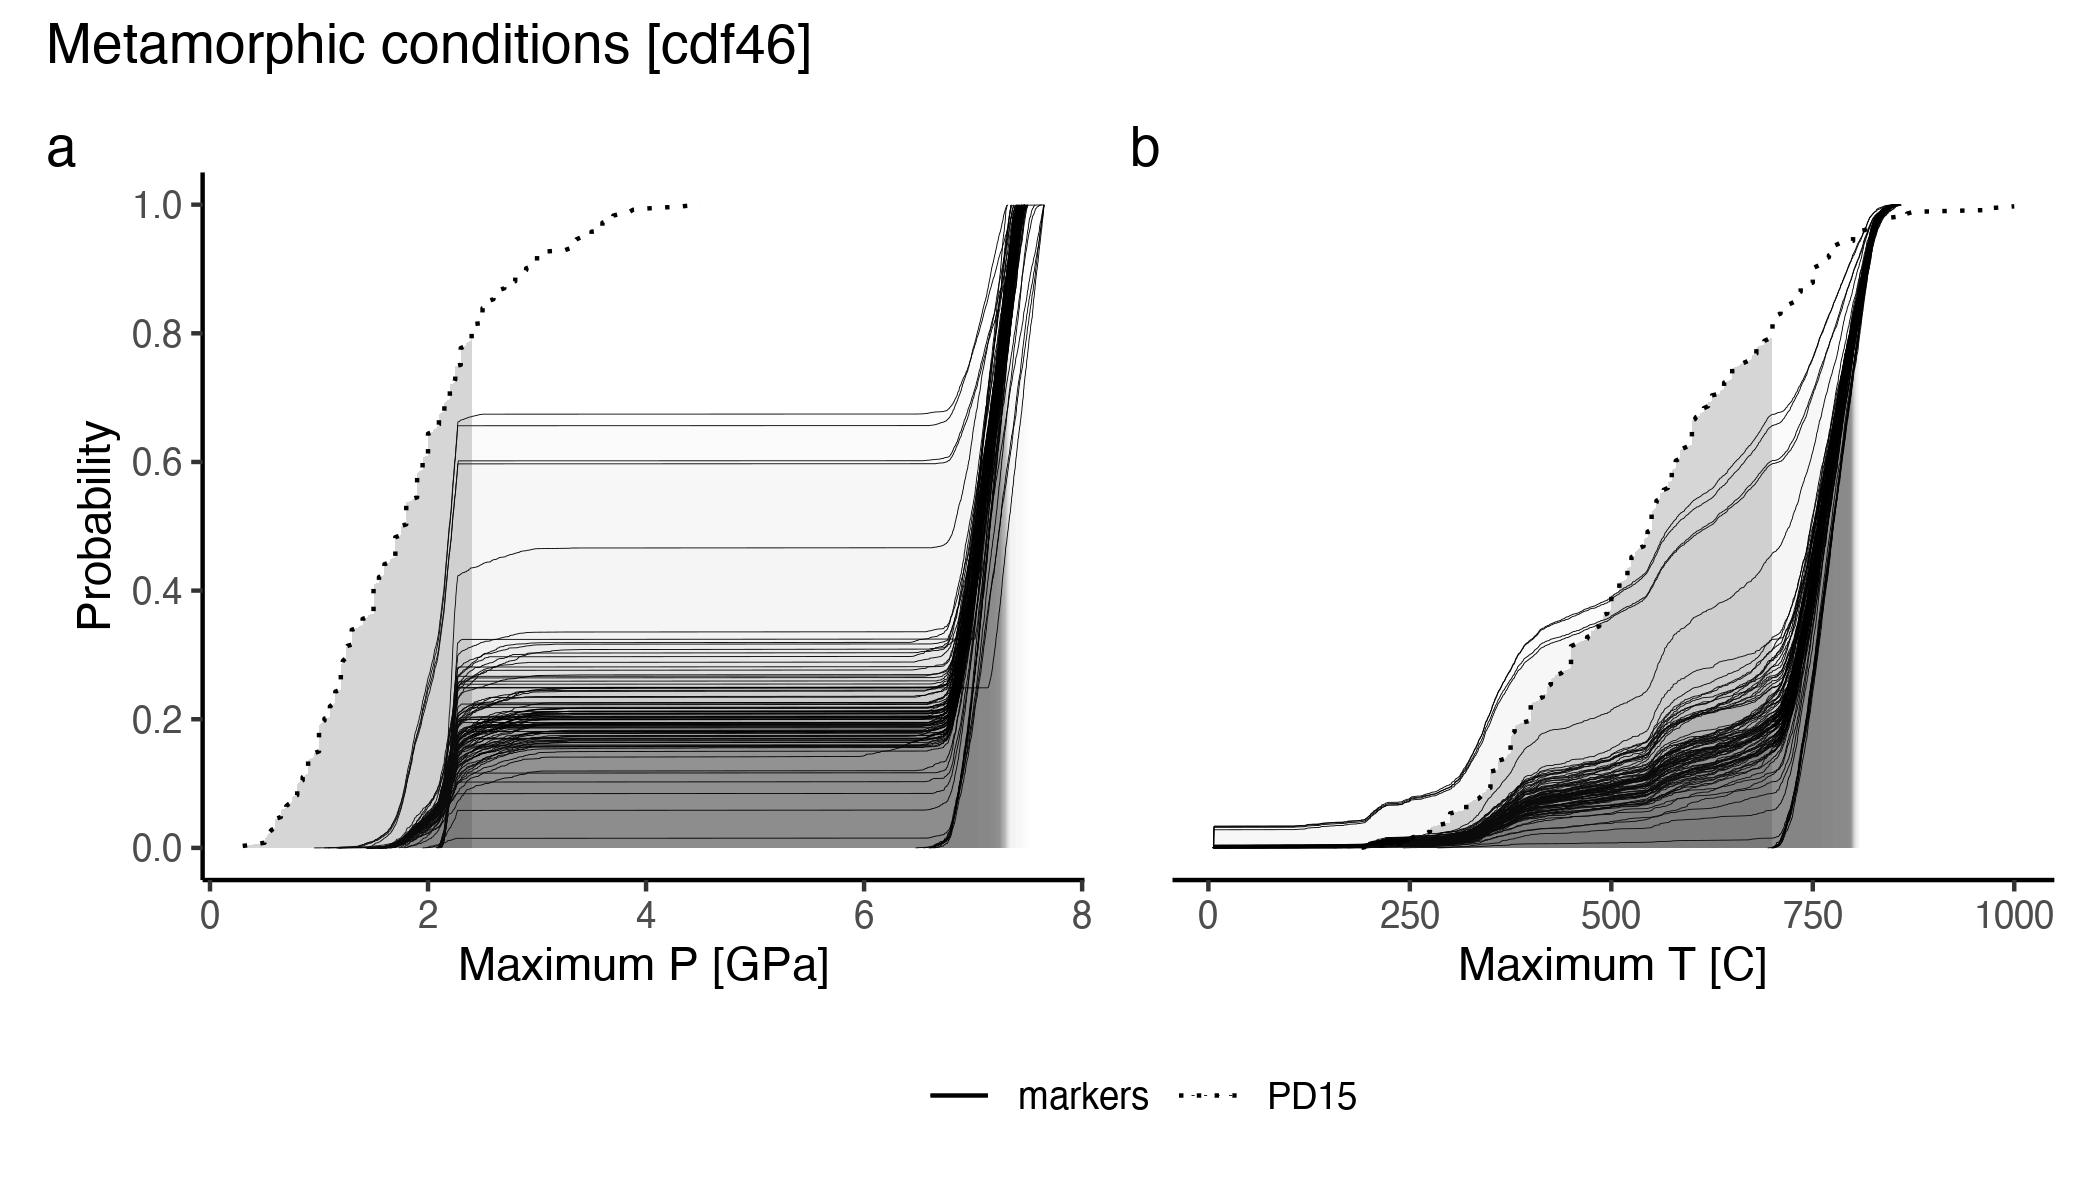 Metamorphic conditions [cdf46]
a
b
Probability
1.0
0.8
0.6
0.4
0.2
0.0
0 2 4 6 8
0 250 500 750 1000
Maximum P [GPa]
Maximum T [C]
markers PD15